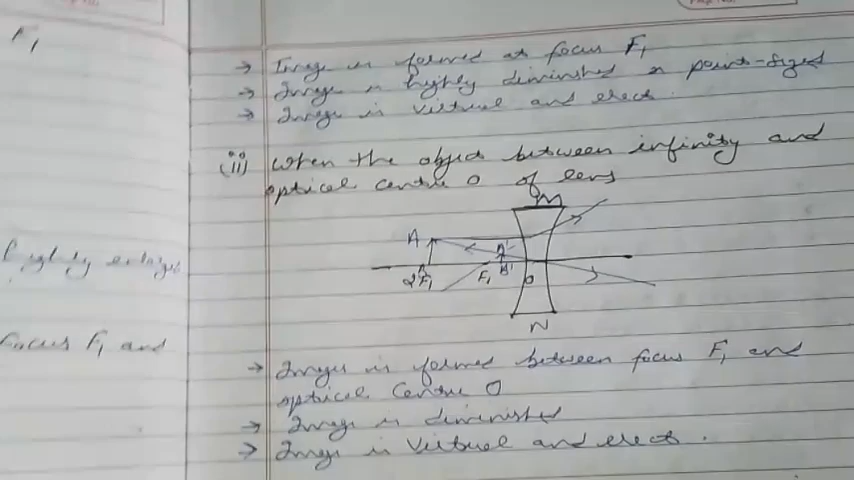 F1
→ Image is formed at focus F1
→ Image is highly diminished & point-sized
→ Image is virtual and erect.
(ii) When the object between infinity and
optical centre O of lens
M
A
A'
2F1
F1
B'
O
N
Highly enlarged
Focus F1 and
→ Image is formed between focus F1 and
optical centre O
→ Image is diminished
→ Image is virtual and erect.